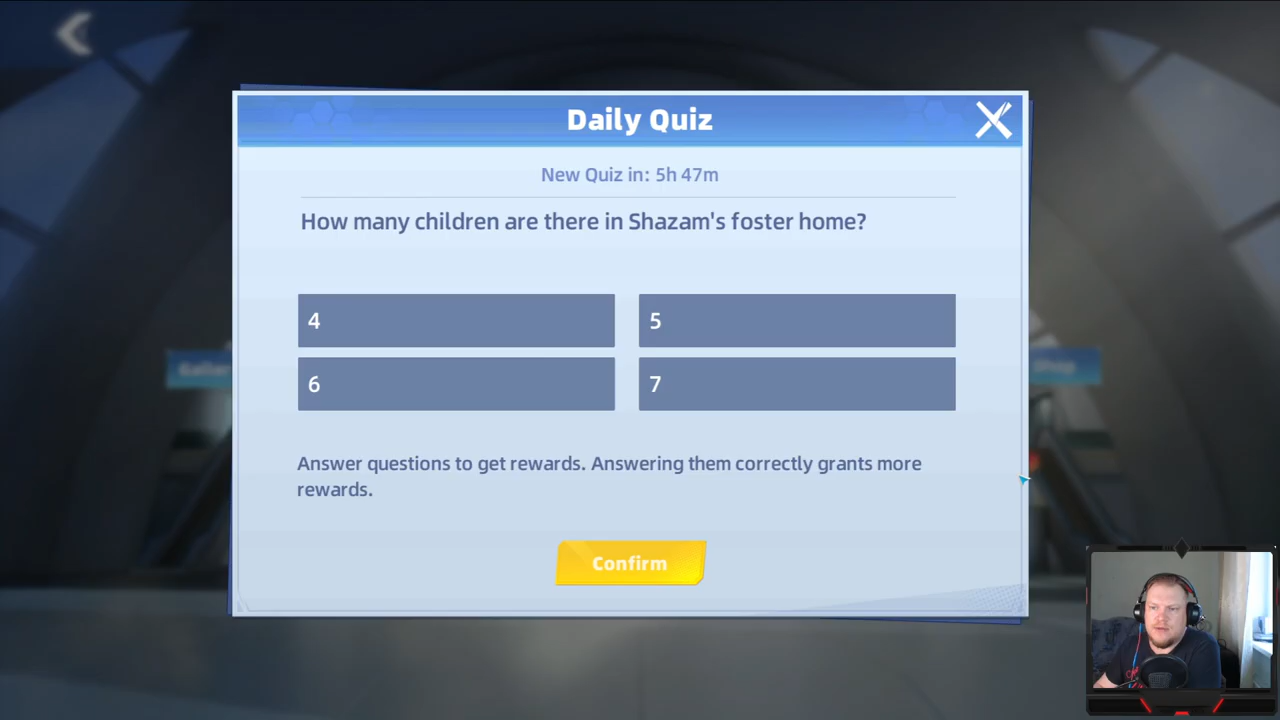 Daily Quiz
New Quiz in: 5h 47m
How many children are there in Shazam's foster home?
4
5
6
7
Answer questions to get rewards. Answering them correctly grants more
rewards.
Confirm